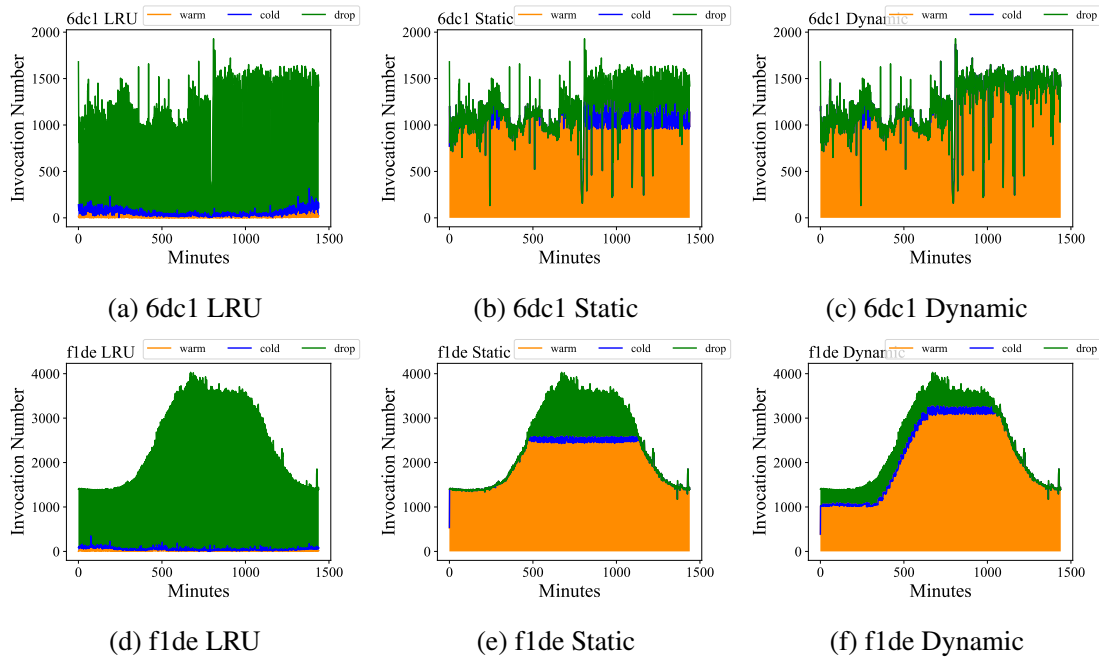 6dc1 LRU
warm cold drop
2000
1500
1000
500
0
Invocation Number
0 500 1000 1500
Minutes
(a) 6dc1 LRU
6dc1 Static
warm cold drop
2000
1500
1000
500
0
Invocation Number
0 500 1000 1500
Minutes
(b) 6dc1 Static
6dc1 Dynamic
warm cold drop
2000
1500
1000
500
0
Invocation Number
0 500 1000 1500
Minutes
(c) 6dc1 Dynamic
f1de LRU
warm cold drop
4000
3000
2000
1000
0
Invocation Number
0 500 1000 1500
Minutes
(d) f1de LRU
f1de Static
warm cold drop
4000
3000
2000
1000
0
Invocation Number
0 500 1000 1500
Minutes
(e) f1de Static
f1de Dynamic
warm cold drop
4000
3000
2000
1000
0
Invocation Number
0 500 1000 1500
Minutes
(f) f1de Dynamic